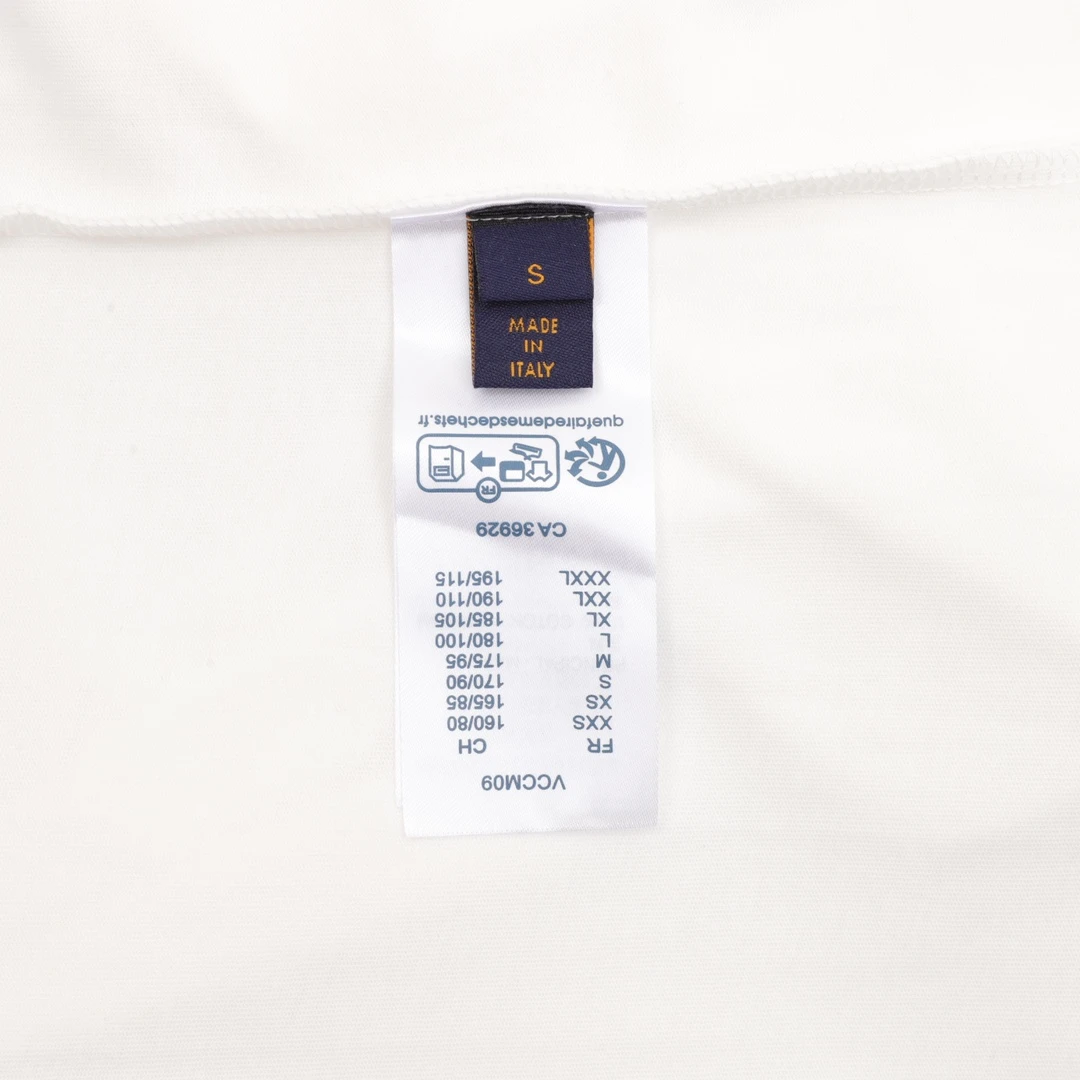 S
MADE
IN
ITALY
VCCM09
FR CH
XXS 160/80
XS 165/85
S 170/90
M 175/95
L 180/100
XL 185/105
XXL 190/110
XXXL 195/115
CA 36929
FR
quefairedemesdechets.fr